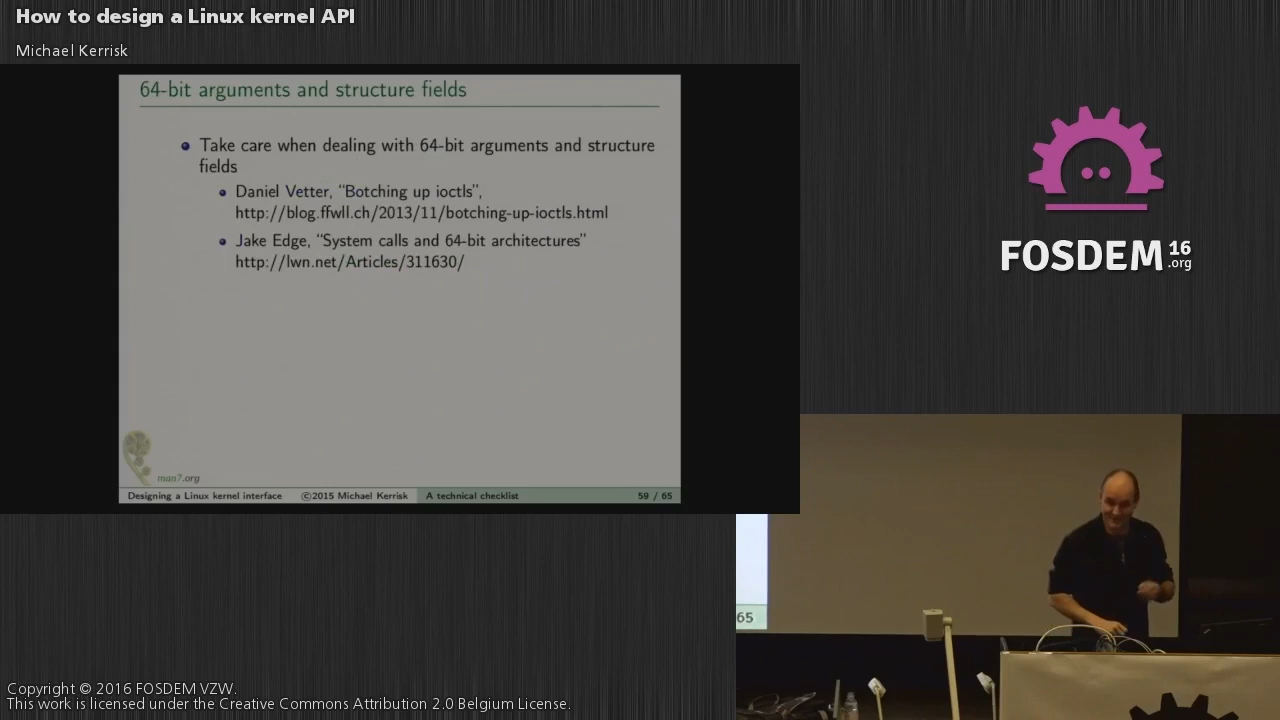 How to design a Linux kernel API
Michael Kerrisk
64-bit arguments and structure fields
Take care when dealing with 64-bit arguments and structure
fields
Daniel Vetter, “Botching up ioctls”,
http://blog.ffwll.ch/2013/11/botching-up-ioctls.html
Jake Edge, “System calls and 64-bit architectures”
http://lwn.net/Articles/311630/
man7.org
Designing a Linux kernel interface ©2015 Michael Kerrisk A technical checklist 59 / 65
FOSDEM 16
.org
65
Copyright © 2016 FOSDEM VZW.
This work is licensed under the Creative Commons Attribution 2.0 Belgium License.